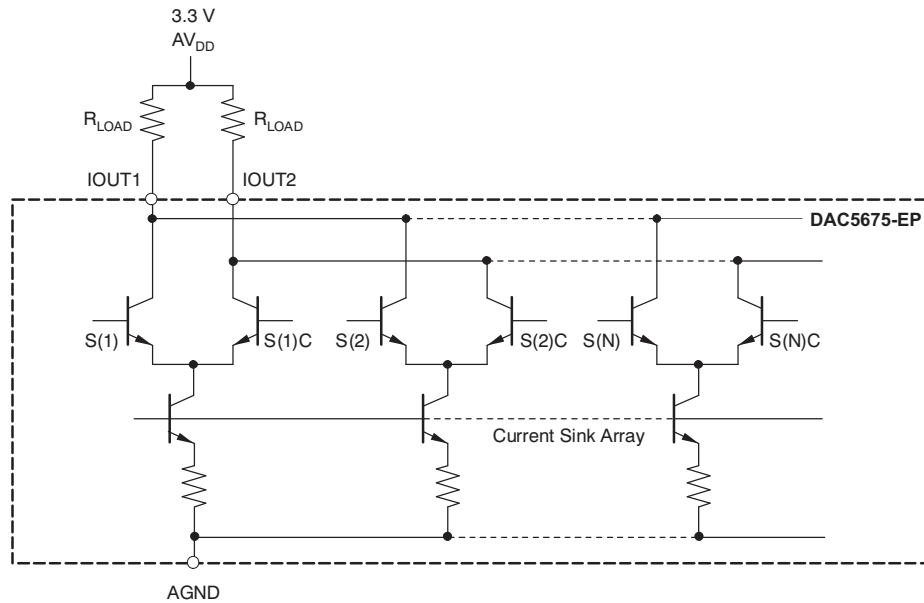 3.3 V
AVDD
RLOAD
RLOAD
IOUT1
IOUT2
DAC5675-EP
S(1)
S(1)C
S(2)
S(2)C
S(N)
S(N)C
Current Sink Array
AGND